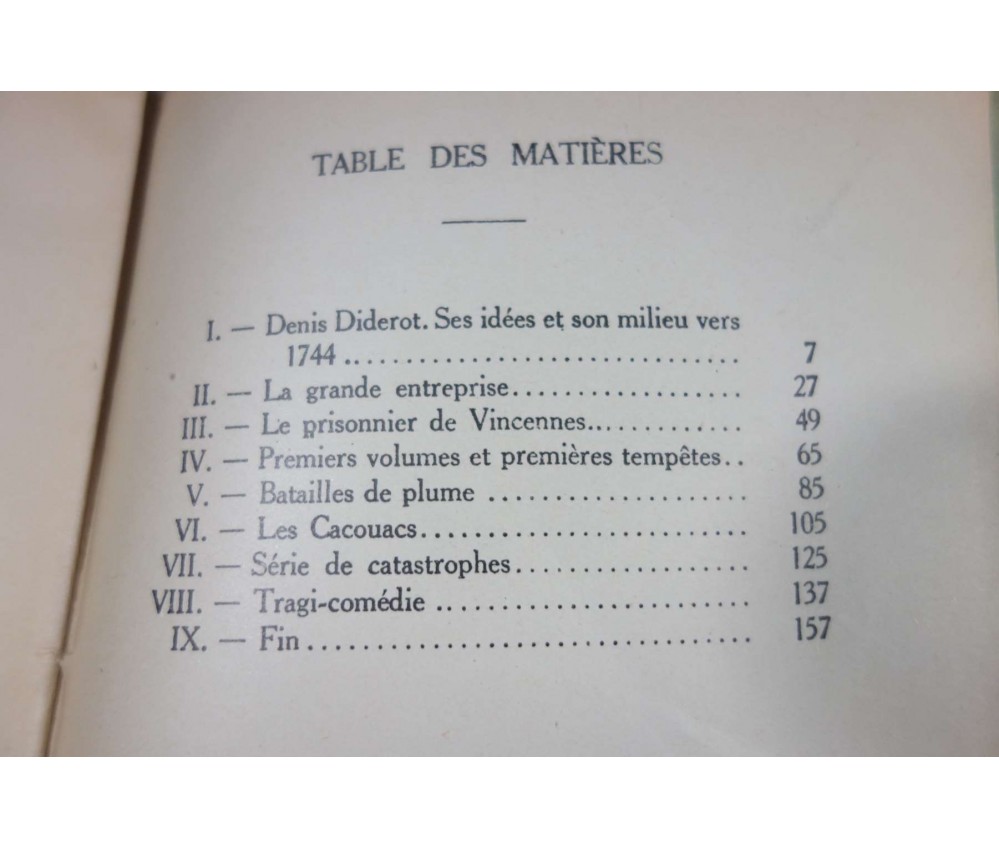 TABLE DES MATIÈRES
I. — Denis Diderot. Ses idées et son milieu vers
1744 .................................. 7
II. — La grande entreprise.................... 27
III. — Le prisonnier de Vincennes.............. 49
IV. — Premiers volumes et premières tempêtes.. 65
V. — Batailles de plume ....................... 85
VI. — Les Cacouacs............................. 105
VII. — Série de catastrophes.................... 125
VIII. — Tragi-comédie ........................... 137
IX. — Fin...................................... 157